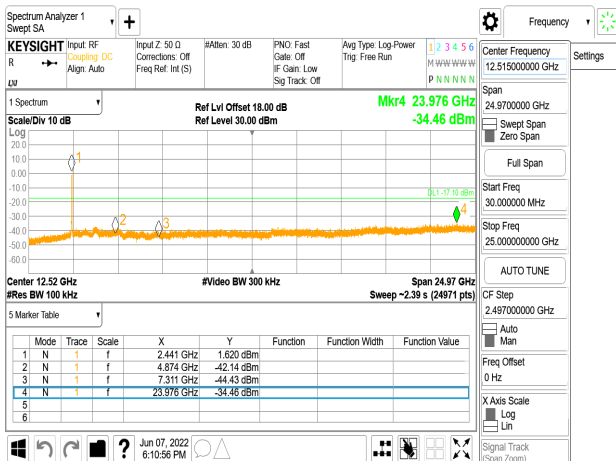 Spectrum Analyzer 1
Swept SA
Frequency
KEYSIGHT
R
Input: RF
Coupling: DC
Align: Auto
Input Z: 50 Ω
Corrections: Off
Freq Ref: Int (S)
#Atten: 30 dB
PNO: Fast
Gate: Off
IF Gain: Low
Sig Track: Off
Avg Type: Log-Power
Trig: Free Run
1 2 3 4 5 6
M W W W W W
P N N N N N
LXI
1 Spectrum
Scale/Div 10 dB
Ref Lvl Offset 18.00 dB
Ref Level 30.00 dBm
Mkr4 23.976 GHz
-34.46 dBm
Log
20.0
10.0
0.00
-10.0
-20.0
-30.0
-40.0
-50.0
-60.0
1
2
3
4
DL1 -17.10 dBm
Center 12.52 GHz
#Res BW 100 kHz
#Video BW 300 kHz
Span 24.97 GHz
Sweep ~2.39 s (24971 pts)
5 Marker Table
Mode Trace Scale X Y Function Function Width Function Value
1 N 1 f 2.441 GHz 1.620 dBm
2 N 1 f 4.874 GHz -42.14 dBm
3 N 1 f 7.311 GHz -44.43 dBm
4 N 1 f 23.976 GHz -34.46 dBm
5
6
?
Jun 07, 2022
6:10:56 PM
Center Frequency
12.515000000 GHz
Settings
Span
24.9700000 GHz
Swept Span
Zero Span
Full Span
Start Freq
30.000000 MHz
Stop Freq
25.000000000 GHz
AUTO TUNE
CF Step
2.497000000 GHz
Auto
Man
Freq Offset
0 Hz
X Axis Scale
Log
Lin
Signal Track
(Span Zoom)